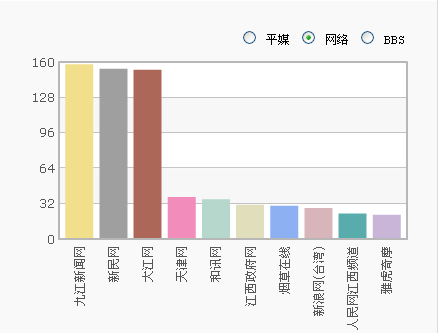 平媒 网络 BBS
160
128
96
64
32
0
九江新闻网
新民网
大江网
天津网
和讯网
江西政府网
烟草在线
新浪网(台湾)
人民网江西频道
雅虎奇摩